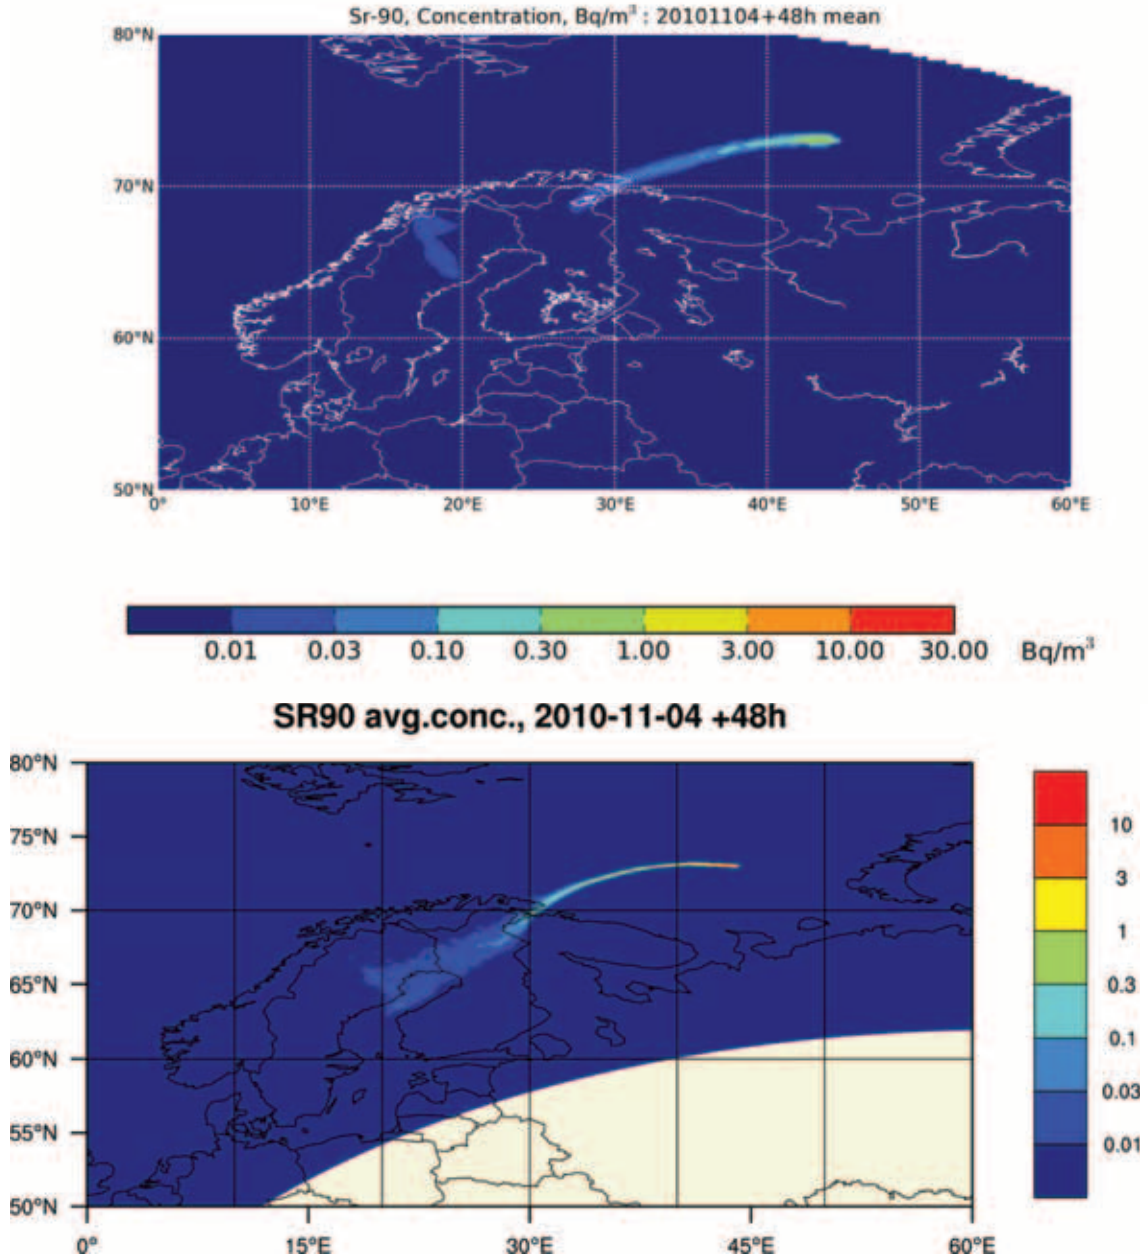 Sr-90, Concentration, Bq/m³ : 20101104+48h mean
80°N
70°N
60°N
50°N
0° 10°E 20°E 30°E 40°E 50°E 60°E
0.01 0.03 0.10 0.30 1.00 3.00 10.00 30.00 Bq/m³
SR90 avg.conc., 2010-11-04 +48h
80°N
75°N
70°N
65°N
60°N
55°N
50°N
0° 15°E 30°E 45°E 60°E
10
3
1
0.3
0.1
0.03
0.01